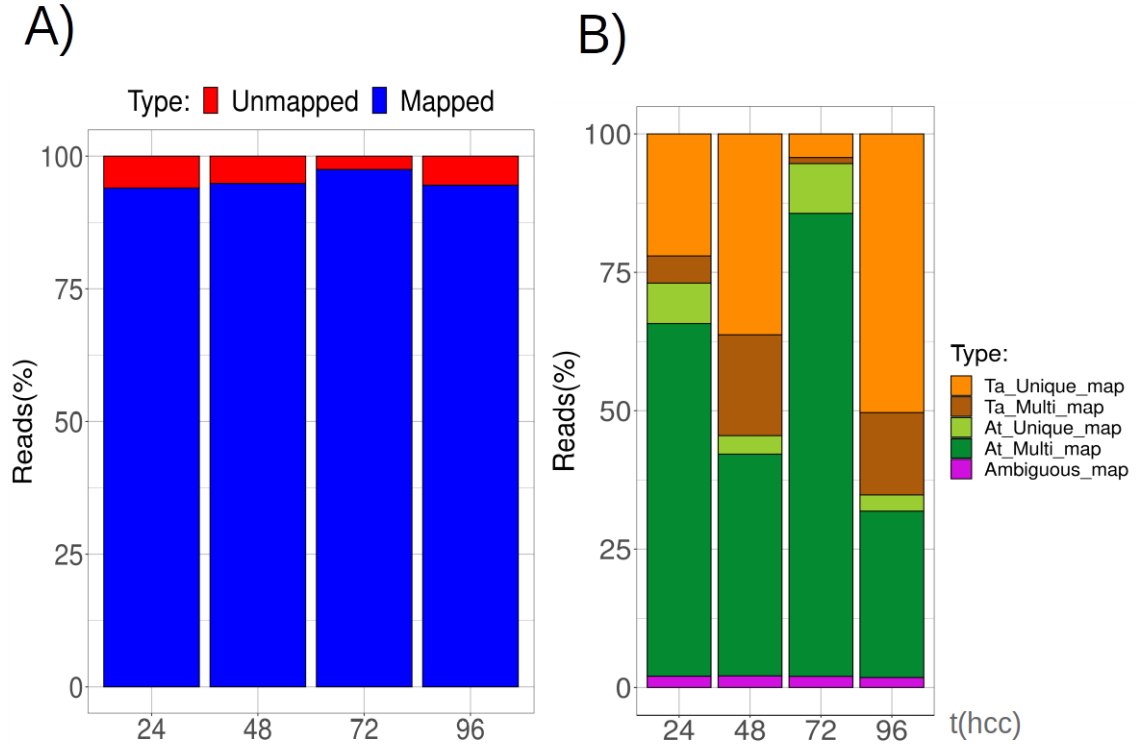 A)
Type: Unmapped Mapped
100
75
50
25
0
Reads(%)
24 48 72 96
B)
100
75
50
25
0
Reads(%)
24 48 72 96 t(hcc)
Type:
Ta_Unique_map
Ta_Multi_map
At_Unique_map
At_Multi_map
Ambiguous_map